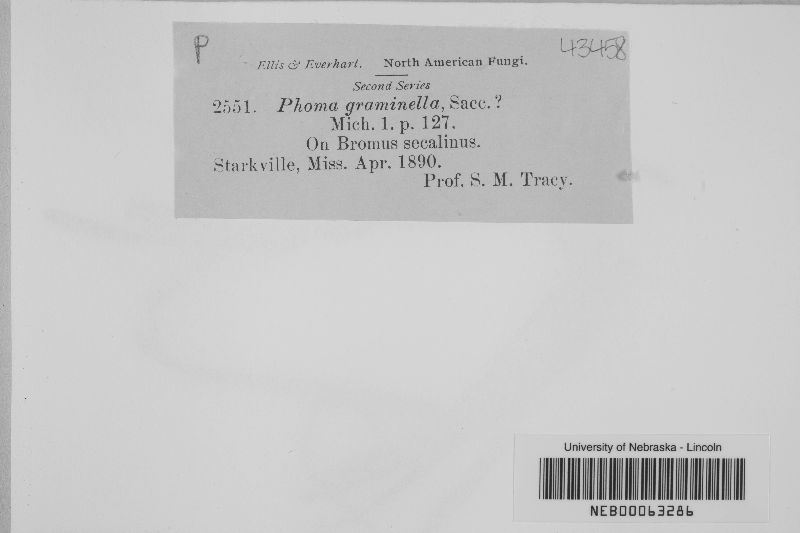 P
43458
Ellis & Everhart. North American Fungi.
Second Series
2551. Phoma graminella, Sacc. ?
Mich. 1. p. 127.
On Bromus secalinus.
Starkville, Miss. Apr. 1890.
Prof. S. M. Tracy.
University of Nebraska - Lincoln
NEB00063286